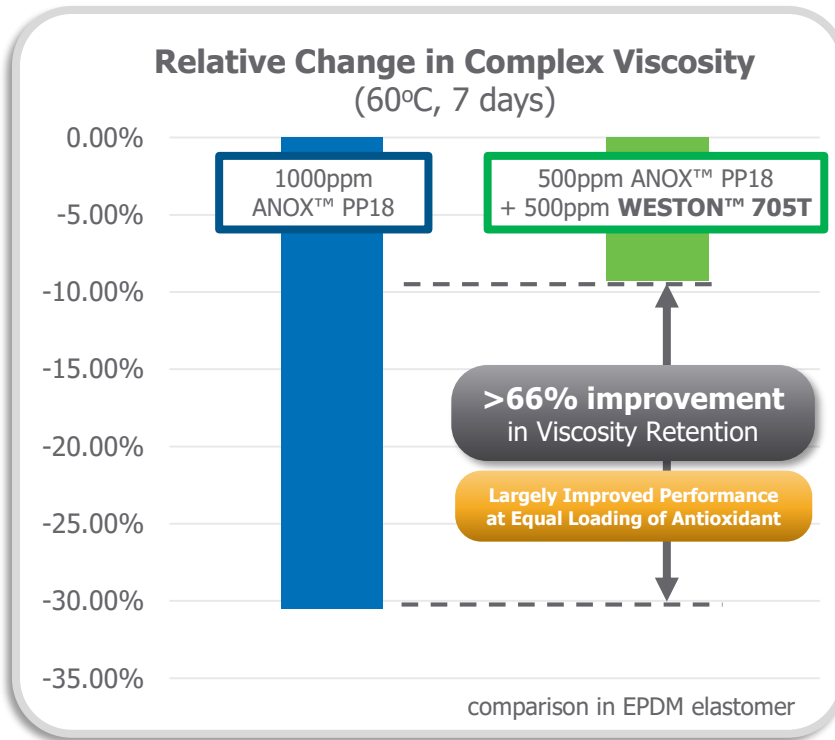 Relative Change in Complex Viscosity
(60°C, 7 days)
0.00%
-5.00%
-10.00%
-15.00%
-20.00%
-25.00%
-30.00%
-35.00%
1000ppm
ANOX™ PP18
500ppm ANOX™ PP18
+ 500ppm WESTON™ 705T
>66% improvement
in Viscosity Retention
Largely Improved Performance
at Equal Loading of Antioxidant
comparison in EPDM elastomer